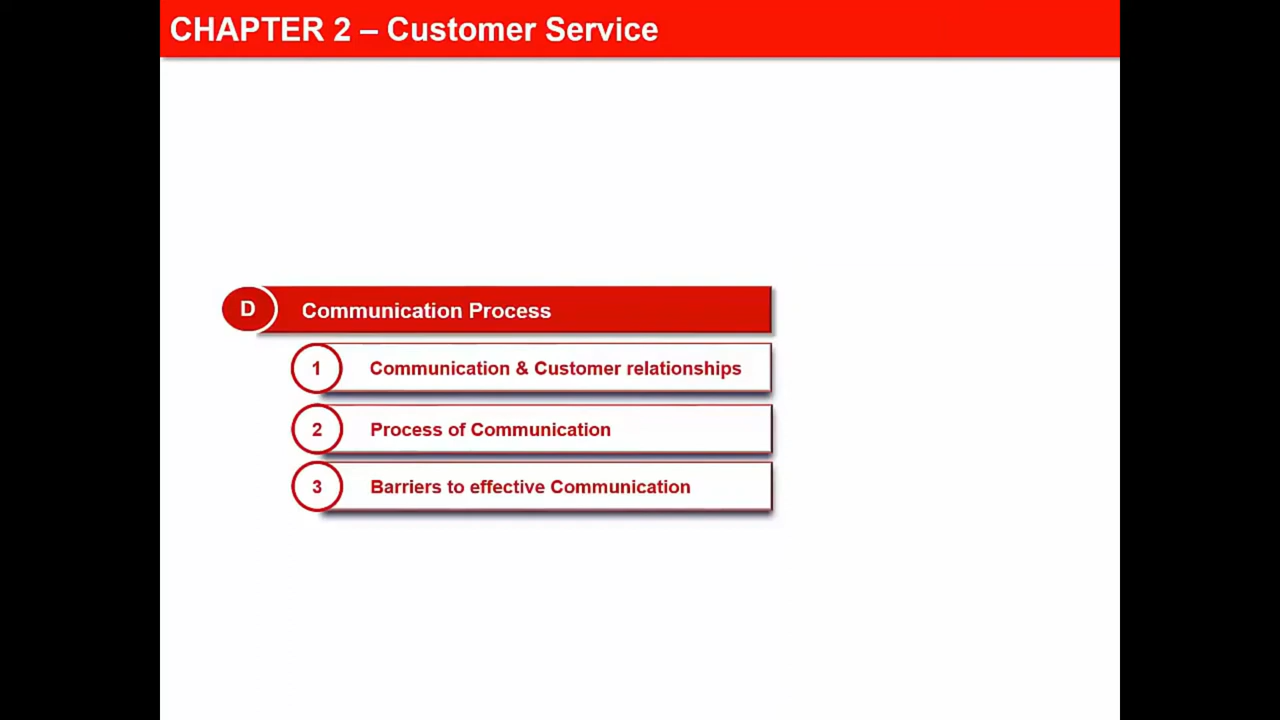 CHAPTER 2 – Customer Service
D Communication Process
1 Communication & Customer relationships
2 Process of Communication
3 Barriers to effective Communication